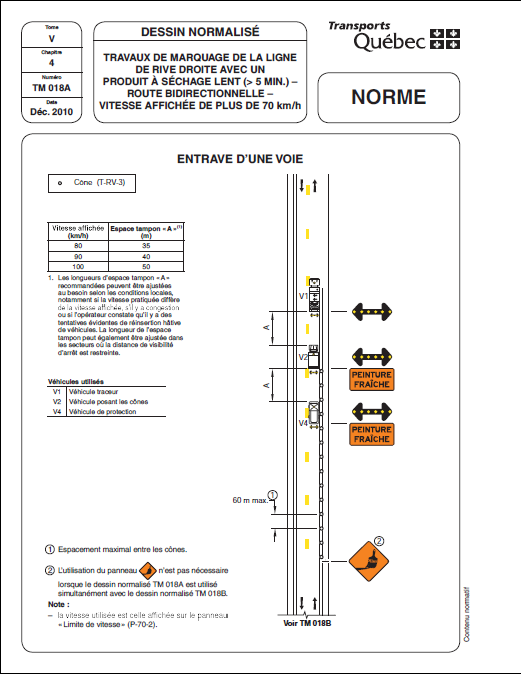 Tome
V
Chapitre
4
Numéro
TM 018A
Date
Déc. 2010
DESSIN NORMALISÉ
TRAVAUX DE MARQUAGE DE LA LIGNE
DE RIVE DROITE AVEC UN
PRODUIT À SÉCHAGE LENT (> 5 MIN.) –
ROUTE BIDIRECTIONNELLE –
VITESSE AFFICHÉE DE PLUS DE 70 km/h
Transports
Québec
NORME
ENTRAVE D'UNE VOIE
Cône (T-RV-3)
Vitesse affichée (km/h) Espace tampon « A »(1) (m)
80 35
90 40
100 50
1. Les longueurs d'espace tampon « A »
recommandées peuvent être ajustées
au besoin selon les conditions locales,
notamment si la vitesse pratiquée diffère
de la vitesse affichée, s'il y a congestion
ou si l'opérateur constate qu'il y a des
tentatives évidentes de réinsertion hâtive
de véhicules. La longueur de l'espace
tampon peut également être ajustée dans
les secteurs où la distance de visibilité
d'arrêt est restreinte.
Véhicules utilisés
V1 Véhicule traceur
V2 Véhicule posant les cônes
V4 Véhicule de protection
V1
A
V2
PEINTURE
FRAÎCHE
A
V4
PEINTURE
FRAÎCHE
1
60 m max.
2
1 Espacement maximal entre les cônes.
2 L'utilisation du panneau n'est pas nécessaire
lorsque le dessin normalisé TM 018A est utilisé
simultanément avec le dessin normalisé TM 018B.
Note :
– la vitesse utilisée est celle affichée sur le panneau
« Limite de vitesse » (P-70-2).
Voir TM 018B
Contenu normatif